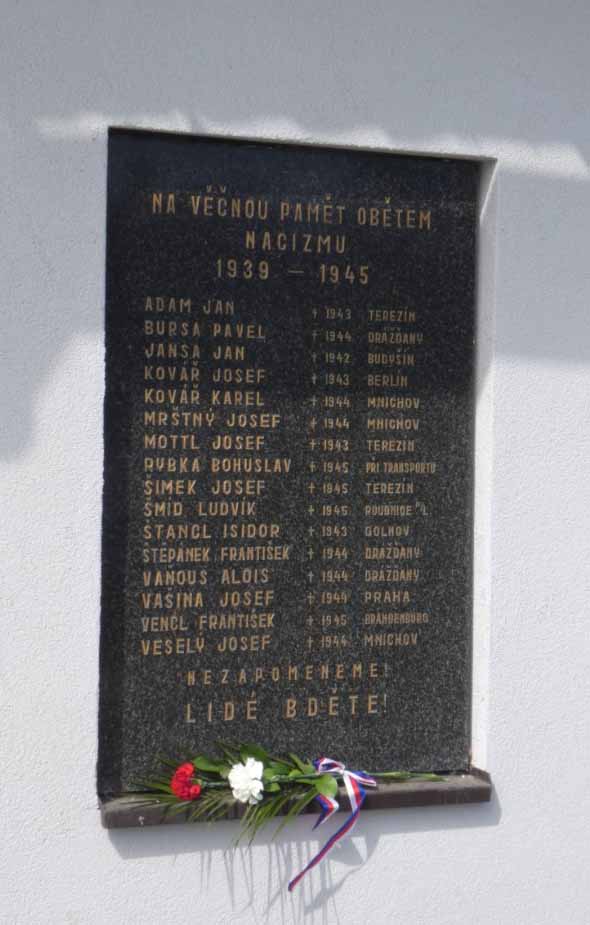 NA VĚČNOU PAMĚT OBĚTEM
NACIZMU
1939 — 1945
ADAM JAN † 1943 TEREZÍN
BURSA PAVEL † 1944 DRÁŽĎANY
JANSA JAN † 1942 BUDYŠÍN
KOVÁŘ JOSEF † 1943 BERLÍN
KOVÁŘ KAREL † 1944 MNICHOV
MRŠTNÝ JOSEF † 1944 MNICHOV
MOTTL JOSEF † 1943 TEREZÍN
RYBKA BOHUSLAV † 1945 PŘI TRANSPORTU
ŠIMEK JOSEF † 1945 TEREZÍN
ŠMÍD LUDVÍK † 1945 ROUDNICE N/L
ŠTANCL ISIDOR † 1943 GOLNOV
ŠTĚPÁNEK FRANTIŠEK † 1944 DRÁŽĎANY
VAŇOUS ALOIS † 1944 DRÁŽĎANY
VAŠINA JOSEF † 1944 PRAHA
VENCL FRANTIŠEK † 1945 BRANDENBURG
VESELÝ JOSEF † 1944 MNICHOV
NEZAPOMENEME!
LIDÉ BDĚTE!